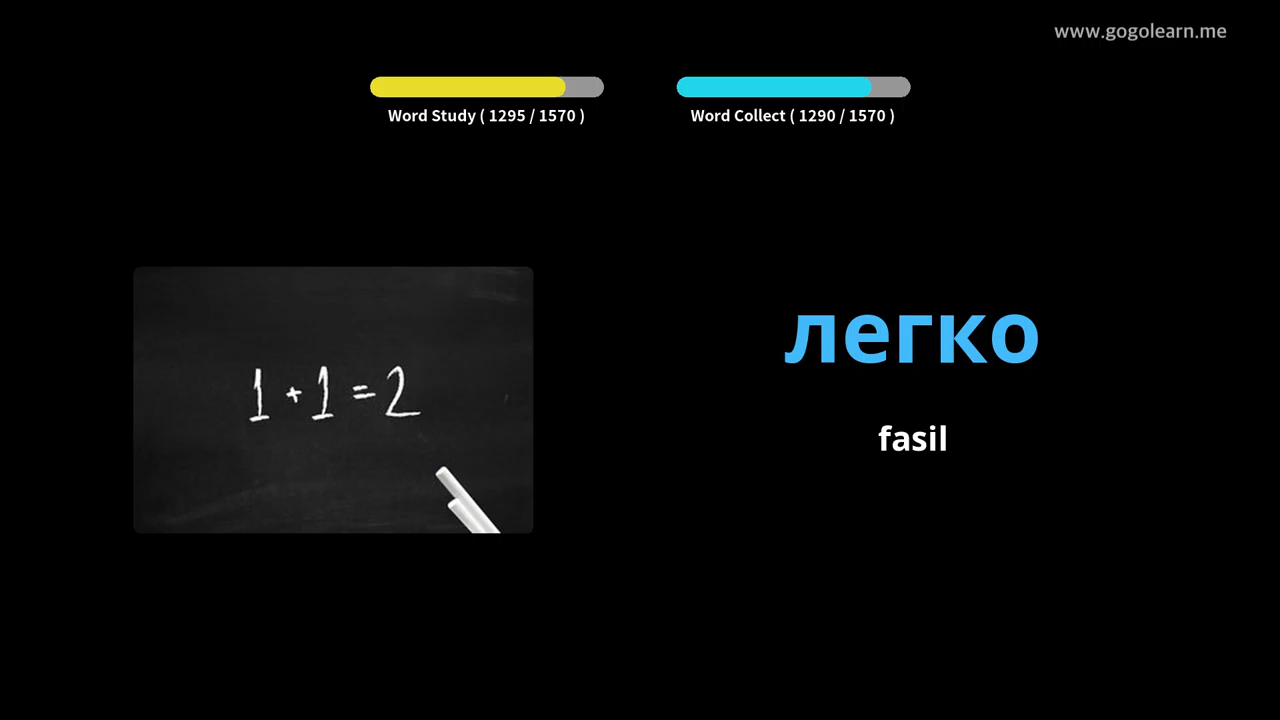 www.gogolearn.me
Word Study ( 1295 / 1570 )
Word Collect ( 1290 / 1570 )
1 + 1 = 2
легко
fasil